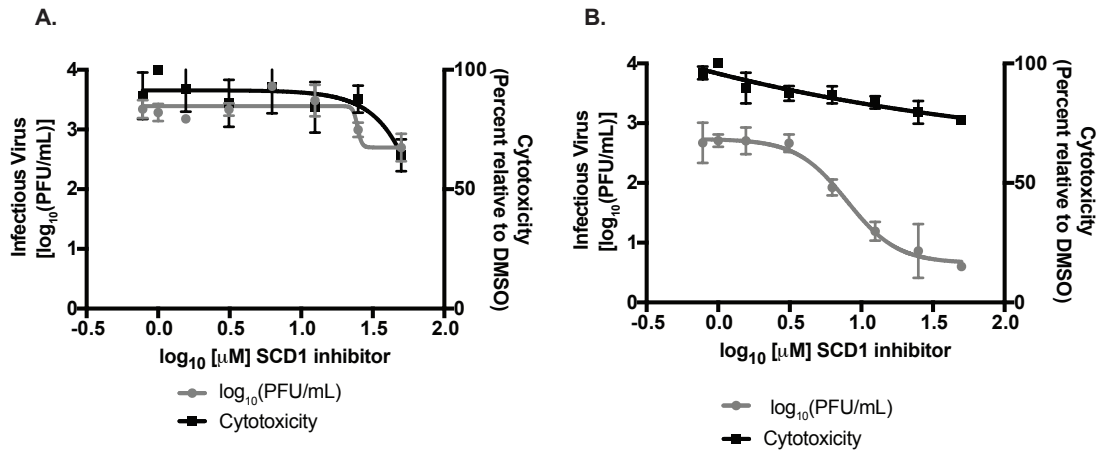 A.
Infectious Virus
[log10(PFU/mL)]
4
3
2
1
0
-0.5
0.0
0.5
1.0
1.5
2.0
100
50
0
Cytotoxicity
(Percent relative to DMSO)
log10 [μM] SCD1 inhibitor
log10(PFU/mL)
Cytotoxicity
B.
Infectious Virus
[log10(PFU/mL)]
4
3
2
1
0
-0.5
0.0
0.5
1.0
1.5
2.0
100
50
0
Cytotoxicity
(Percent relative to DMSO)
log10 [μM] SCD1 inhibitor
log10(PFU/mL)
Cytotoxicity